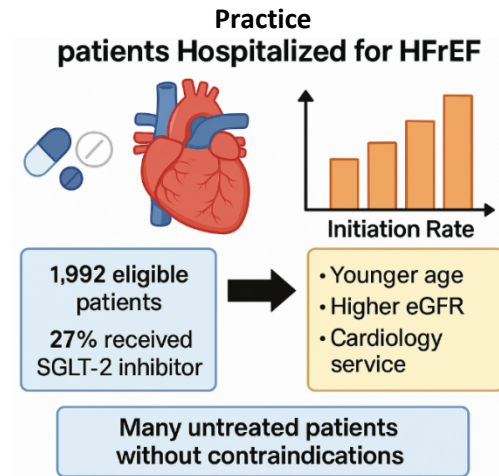 Practice
patients Hospitalized for HFrEF
Initiation Rate
1,992 eligible
patients
27% received
SGLT-2 inhibitor
• Younger age
• Higher eGFR
• Cardiology
service
Many untreated patients
without contraindications